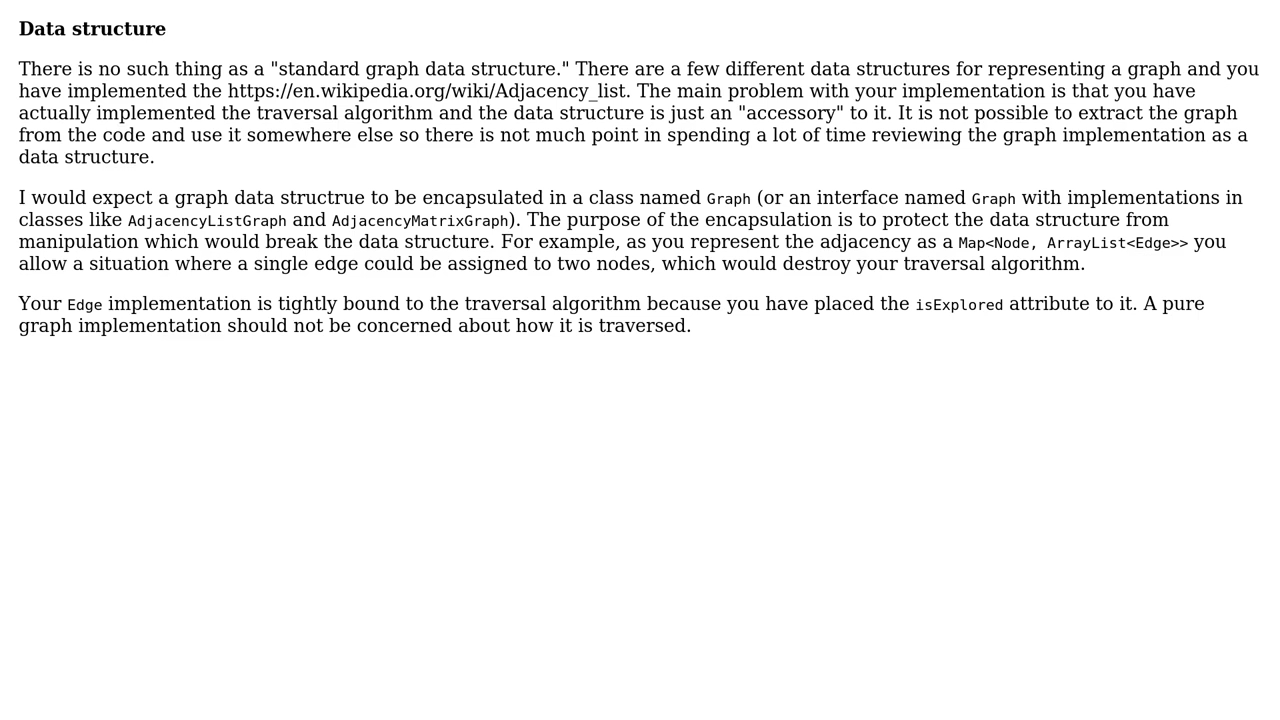 Data structure
There is no such thing as a "standard graph data structure." There are a few different data structures for representing a graph and you
have implemented the https://en.wikipedia.org/wiki/Adjacency_list. The main problem with your implementation is that you have
actually implemented the traversal algorithm and the data structure is just an "accessory" to it. It is not possible to extract the graph
from the code and use it somewhere else so there is not much point in spending a lot of time reviewing the graph implementation as a
data structure.
I would expect a graph data structrue to be encapsulated in a class named Graph (or an interface named Graph with implementations in
classes like AdjacencyListGraph and AdjacencyMatrixGraph). The purpose of the encapsulation is to protect the data structure from
manipulation which would break the data structure. For example, as you represent the adjacency as a Map<Node, ArrayList<Edge>> you
allow a situation where a single edge could be assigned to two nodes, which would destroy your traversal algorithm.
Your Edge implementation is tightly bound to the traversal algorithm because you have placed the isExplored attribute to it. A pure
graph implementation should not be concerned about how it is traversed.